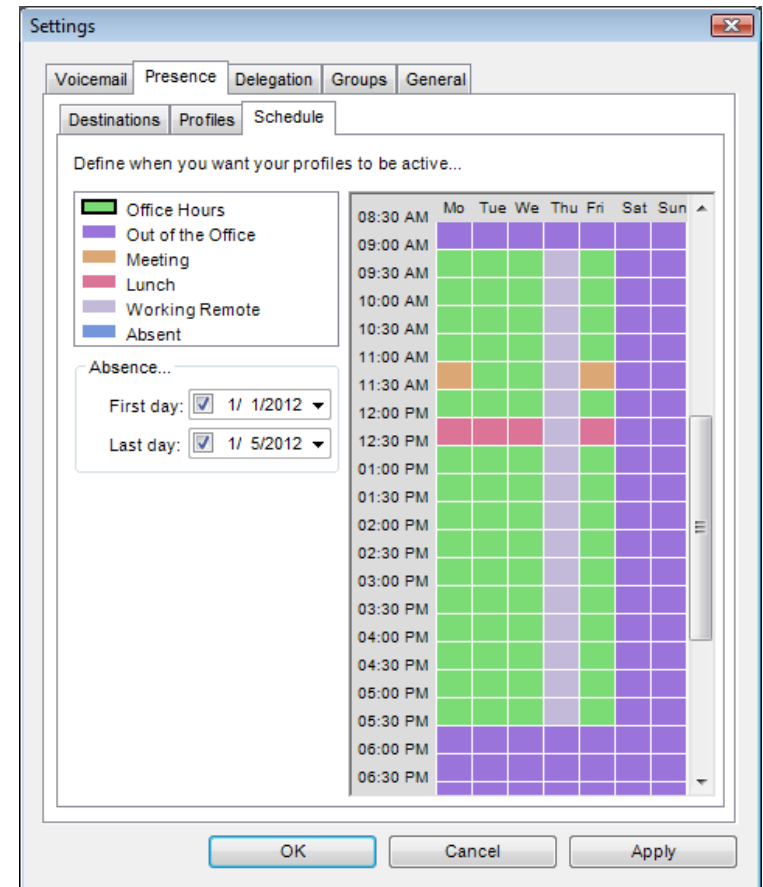 Settings
Voicemail Presence Delegation Groups General
Destinations Profiles Schedule
Define when you want your profiles to be active...
Office Hours
Out of the Office
Meeting
Lunch
Working Remote
Absent
Absence...
First day: 1/ 1/2012
Last day: 1/ 5/2012
Mo Tue We Thu Fri Sat Sun
08:30 AM
09:00 AM
09:30 AM
10:00 AM
10:30 AM
11:00 AM
11:30 AM
12:00 PM
12:30 PM
01:00 PM
01:30 PM
02:00 PM
02:30 PM
03:00 PM
03:30 PM
04:00 PM
04:30 PM
05:00 PM
05:30 PM
06:00 PM
06:30 PM
OK Cancel Apply